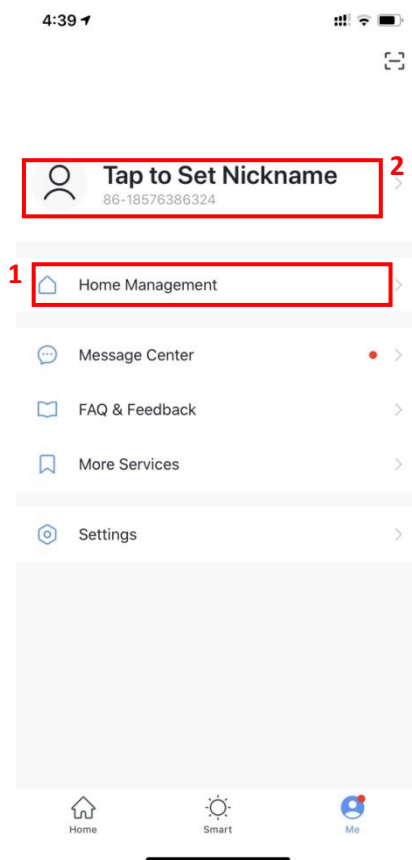 4:39
Tap to Set Nickname
2
86-18576386324
1
Home Management
Message Center
FAQ & Feedback
More Services
Settings
Home
Smart
Me